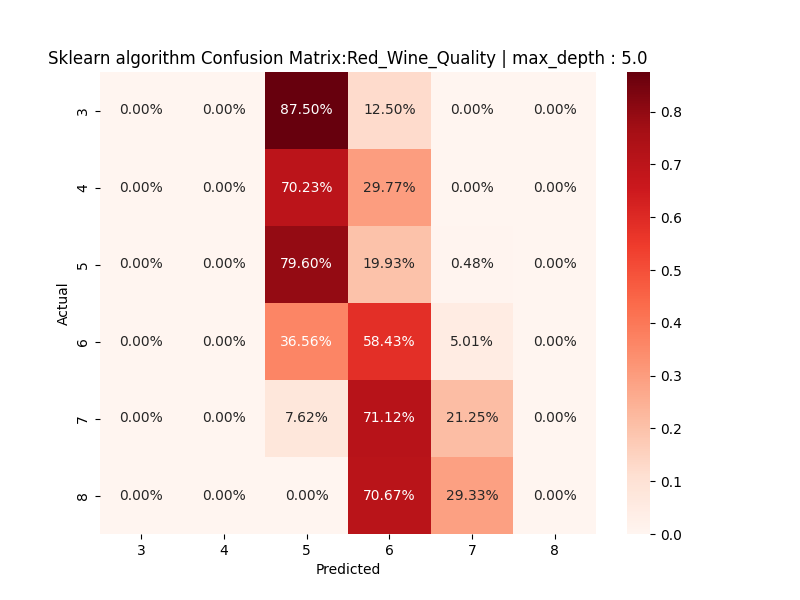 Sklearn algorithm Confusion Matrix:Red_Wine_Quality | max_depth : 5.0
3 0.00% 0.00% 87.50% 12.50% 0.00% 0.00%
4 0.00% 0.00% 70.23% 29.77% 0.00% 0.00%
5 0.00% 0.00% 79.60% 19.93% 0.48% 0.00%
6 0.00% 0.00% 36.56% 58.43% 5.01% 0.00%
7 0.00% 0.00% 7.62% 71.12% 21.25% 0.00%
8 0.00% 0.00% 0.00% 70.67% 29.33% 0.00%
Actual
3 4 5 6 7 8
Predicted
0.8
0.7
0.6
0.5
0.4
0.3
0.2
0.1
0.0